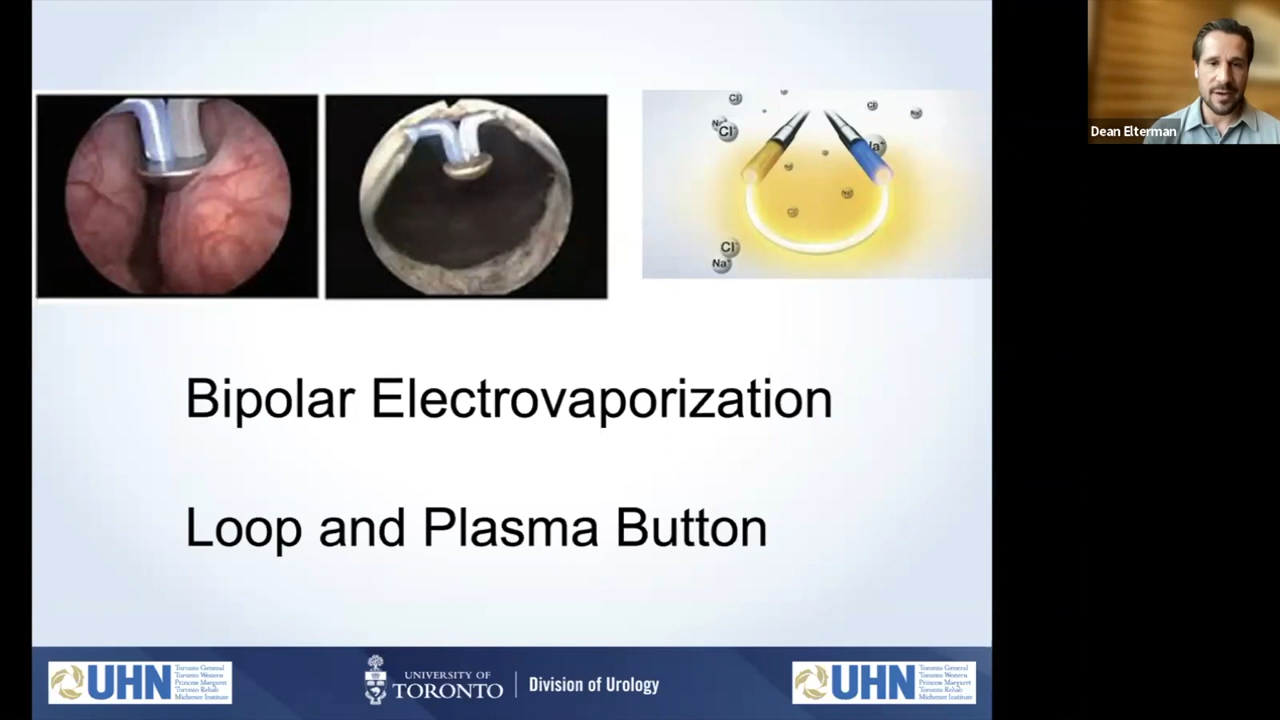 Cl
Cl
Na
Cl
Na
Na
Cl
Cl
Na
Dean Elterman
Bipolar Electrovaporization
Loop and Plasma Button
UHN
Toronto General
Toronto Western
Princess Margaret
Toronto Rehab
Michener Institute
UNIVERSITY OF
TORONTO
Division of Urology
UHN
Toronto General
Toronto Western
Princess Margaret
Toronto Rehab
Michener Institute